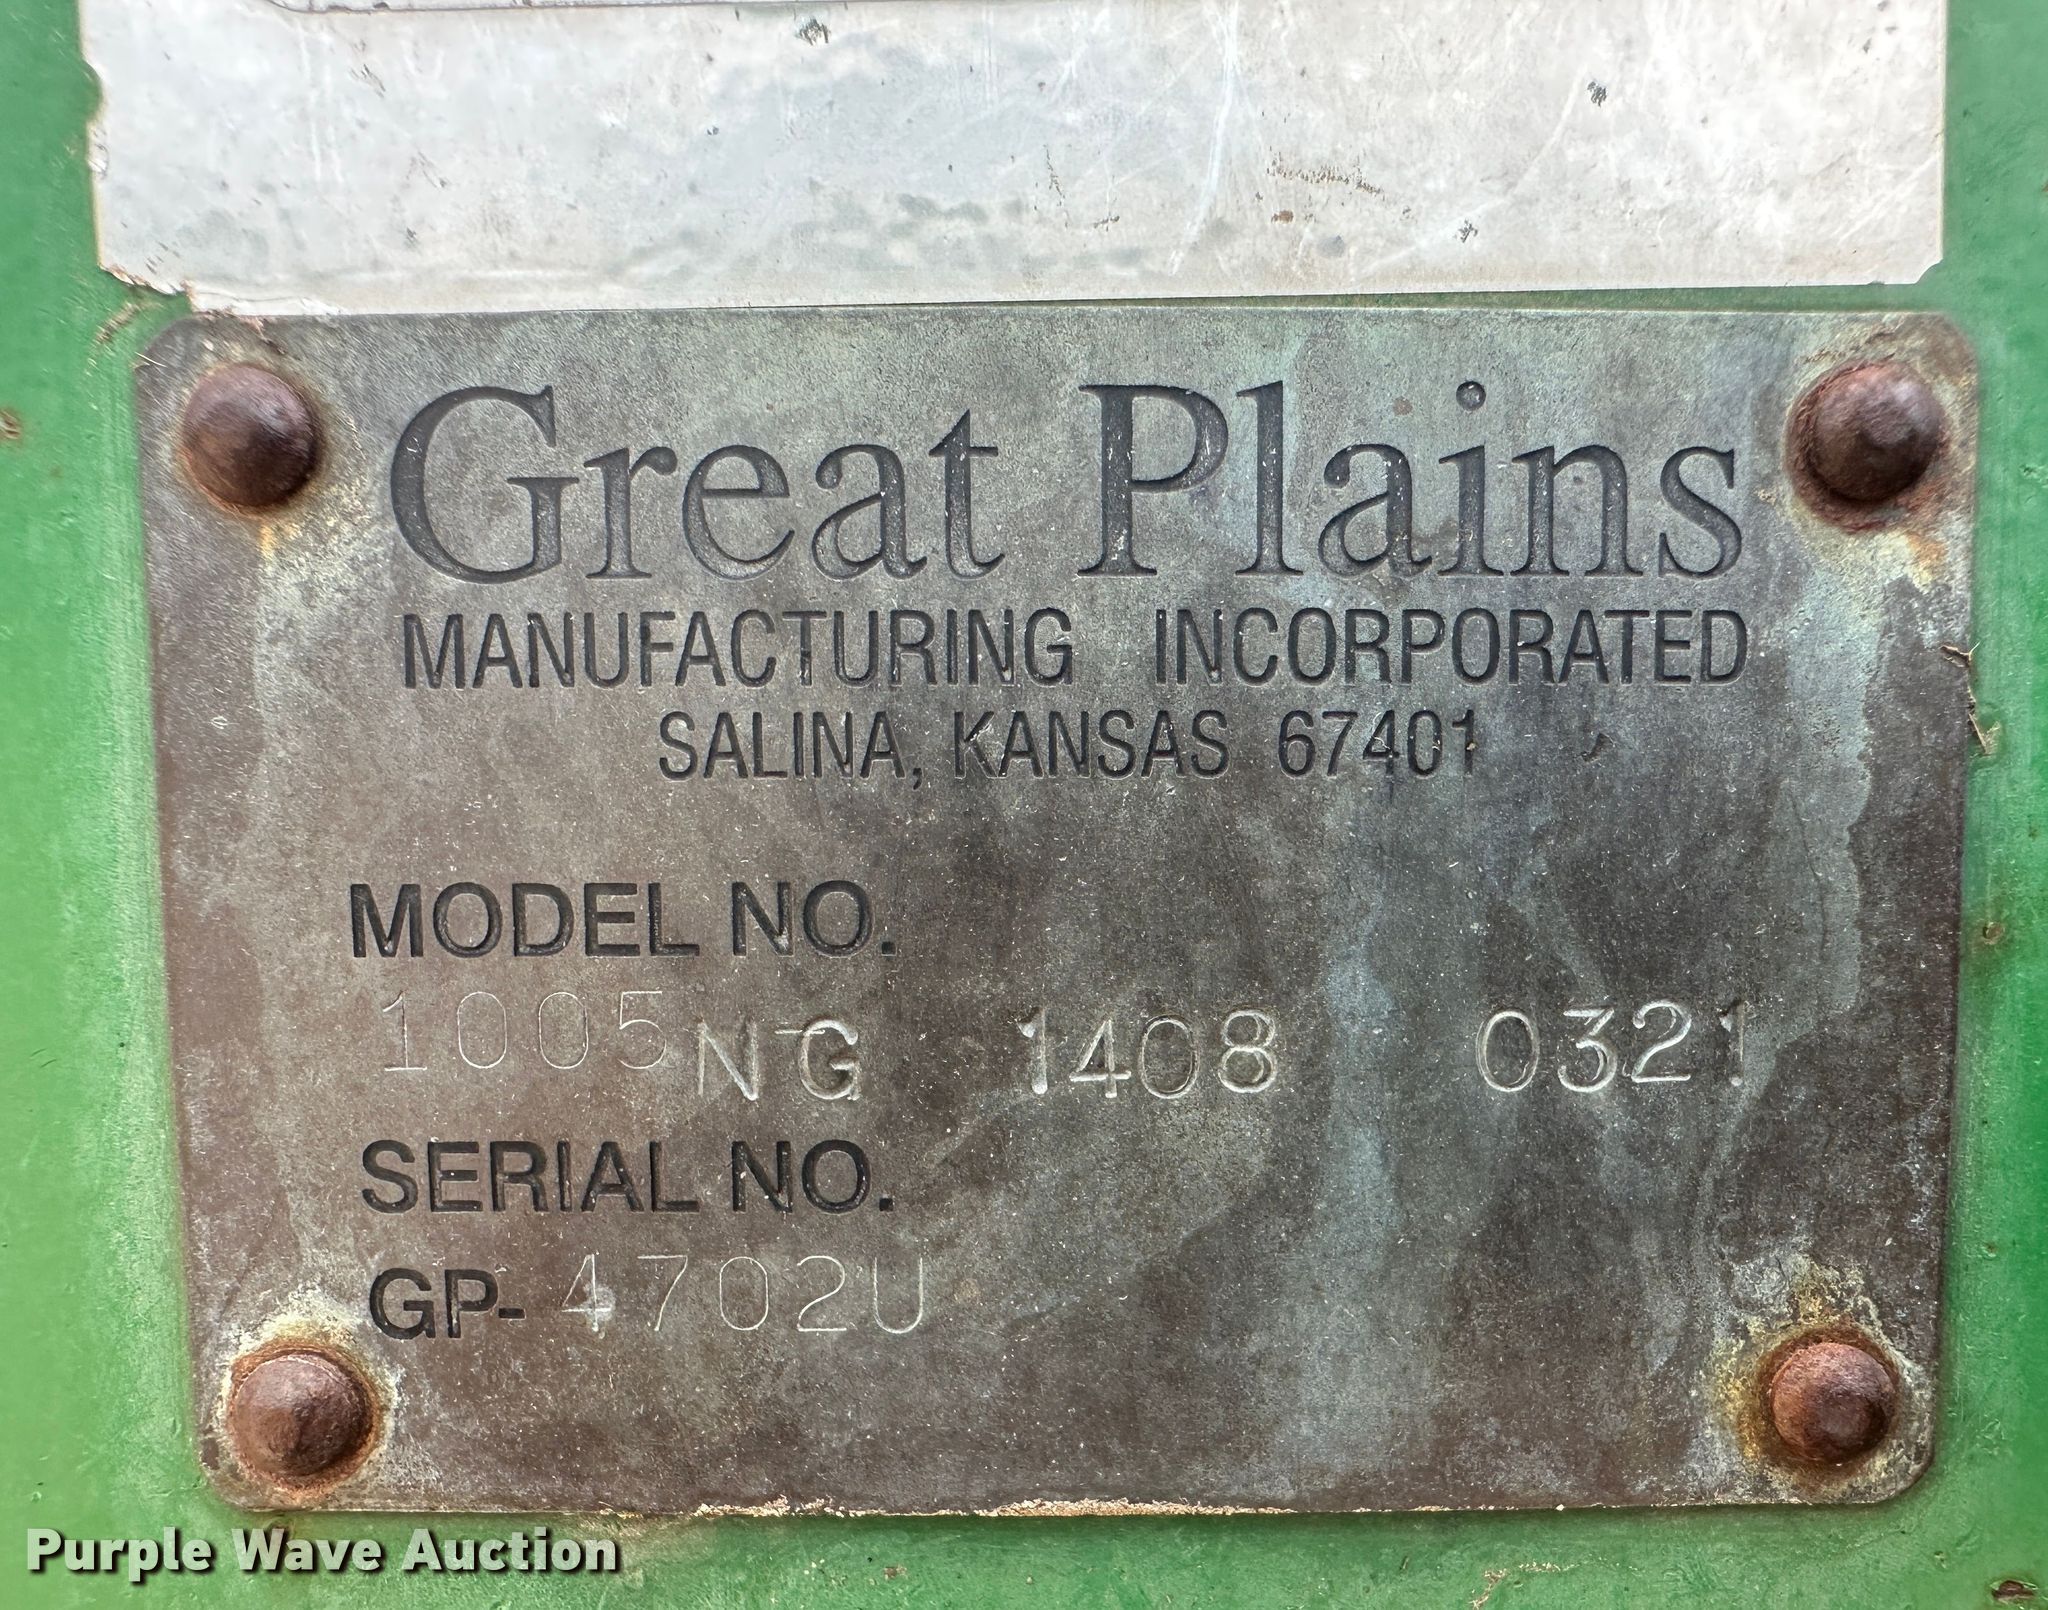 Great Plains
MANUFACTURING INCORPORATED
SALINA, KANSAS 67401
MODEL NO.
1005NG 1408 0321
SERIAL NO.
GP-4702U
Purple Wave Auction